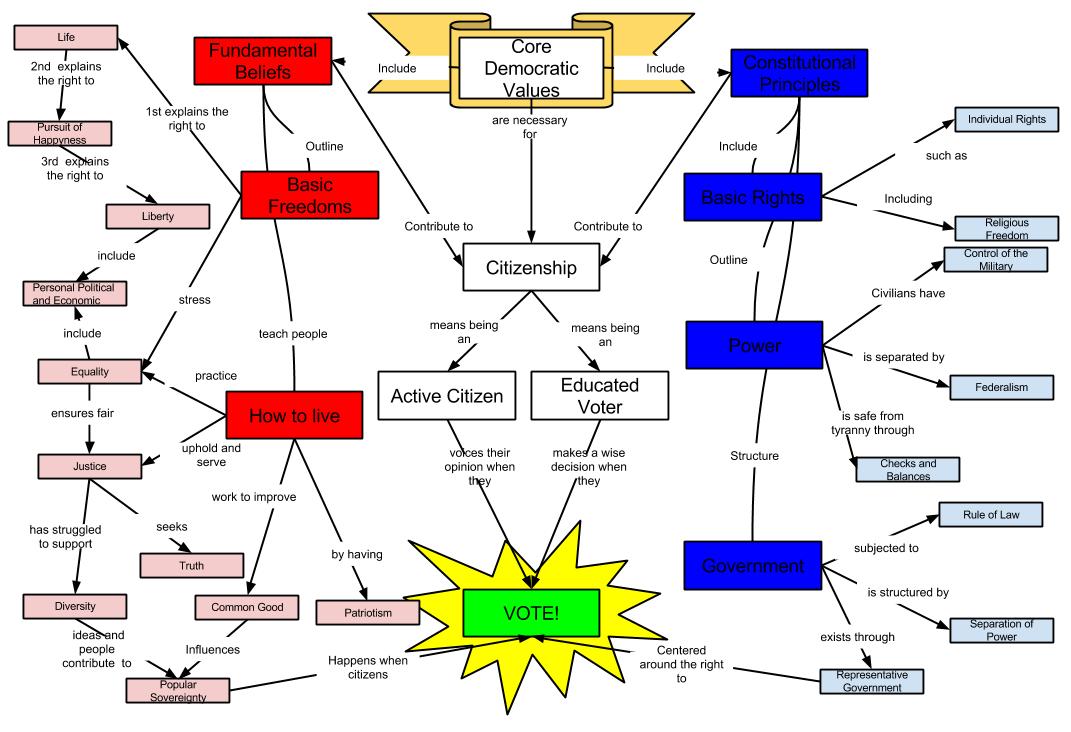 Core
Democratic
Values
Include
Include
Fundamental
Beliefs
Constitutional
Principles
are necessary
for
Life
2nd explains
the right to
Pursuit of
Happyness
3rd explains
the right to
Liberty
include
Personal Political
and Economic
include
Equality
ensures fair
Justice
has struggled
to support
seeks
Truth
Diversity
ideas and
people
contribute to
Popular
Sovereignty
1st explains the
right to
Outline
Basic
Freedoms
stress
teach people
practice
How to live
uphold and
serve
work to improve
by having
Common Good
Patriotism
Influences
Happens when
citizens
Contribute to
Contribute to
Citizenship
means being
an
means being
an
Active Citizen
Educated
Voter
voices their
opinion when
they
makes a wise
decision when
they
VOTE!
Centered
around the right
to
Include
Basic Rights
such as
Individual Rights
Including
Religious
Freedom
Outline
Power
Civilians have
Control of the
Military
is separated by
Federalism
is safe from
tyranny through
Checks and
Balances
Structure
Government
subjected to
Rule of Law
is structured by
Separation of
Power
exists through
Representative
Government